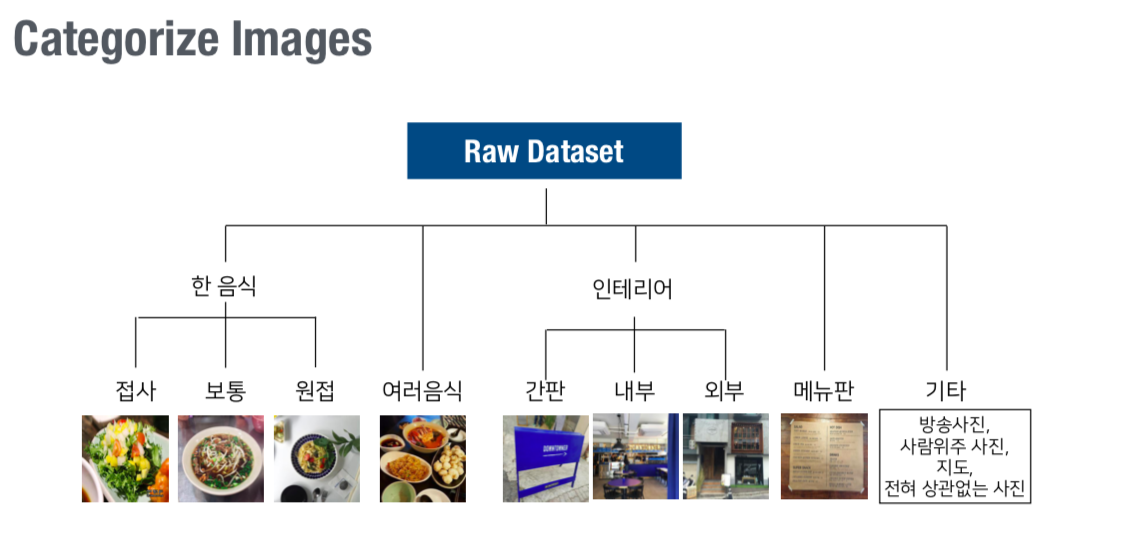 Categorize Images
Raw Dataset
한 음식
인테리어
접사
보통
원접
여러음식
간판
내부
외부
메뉴판
기타
DOWNTOWNER
방송사진,
사람위주 사진,
지도,
전혀 상관없는 사진